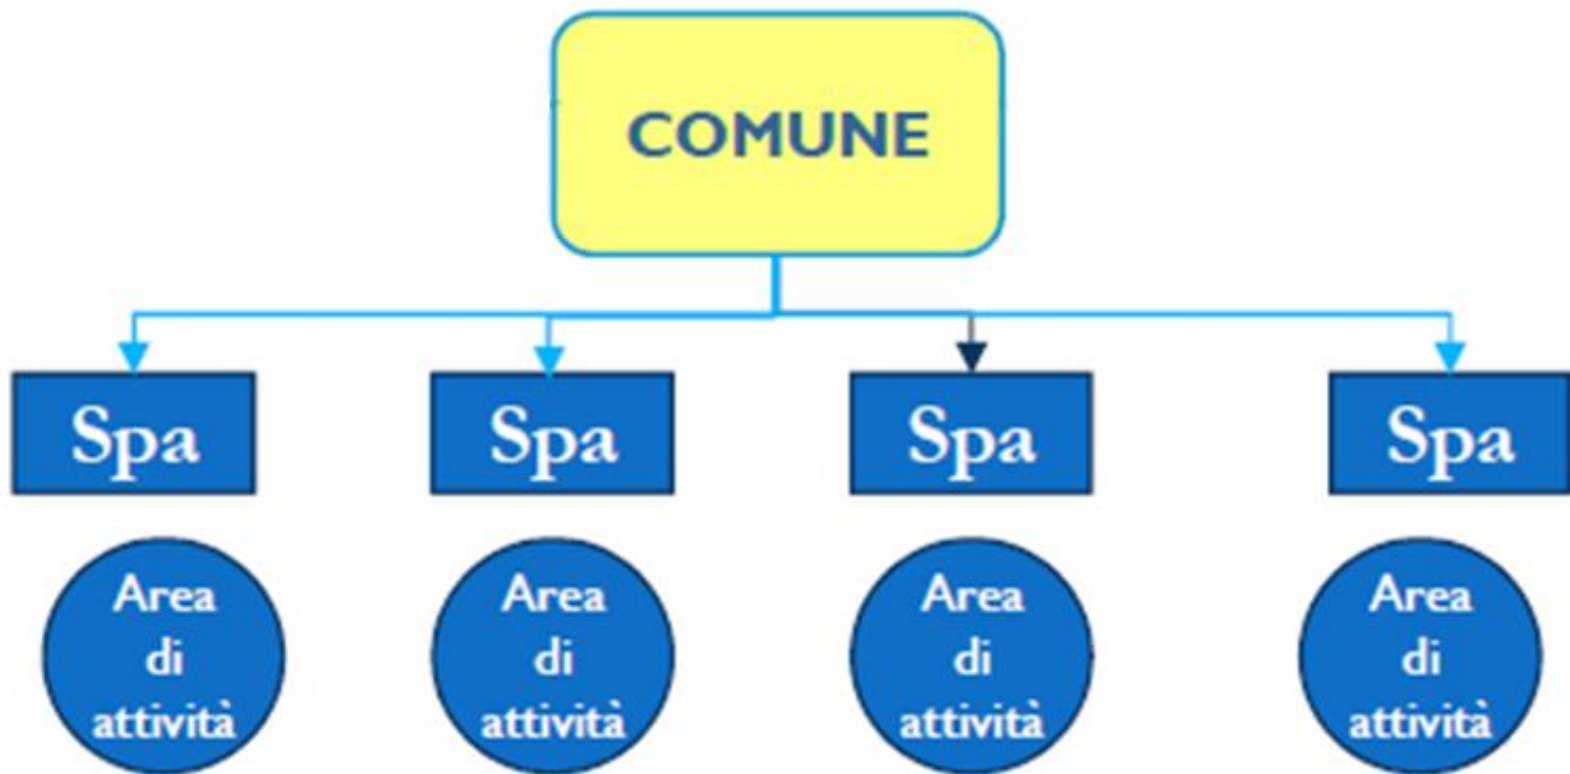 COMUNE
Spa
Spa
Spa
Spa
Area
di
attività
Area
di
attività
Area
di
attività
Area
di
attività